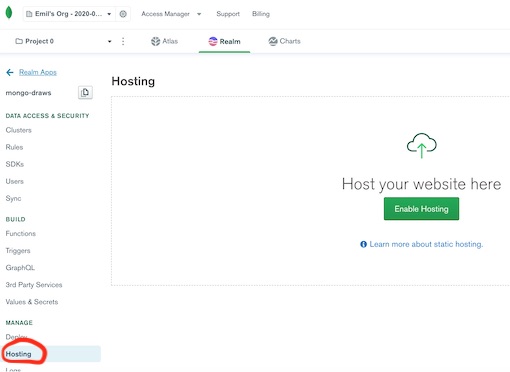 Emil's Org - 2020-0... Access Manager Support Billing
Project 0 Atlas Realm Charts
Realm Apps
mongo-draws
DATA ACCESS & SECURITY
Clusters
Rules
SDKs
Users
Sync
BUILD
Functions
Triggers
GraphQL
3rd Party Services
Values & Secrets
MANAGE
Deploy
Hosting
Logs
Hosting
Host your website here
Enable Hosting
Learn more about static hosting.